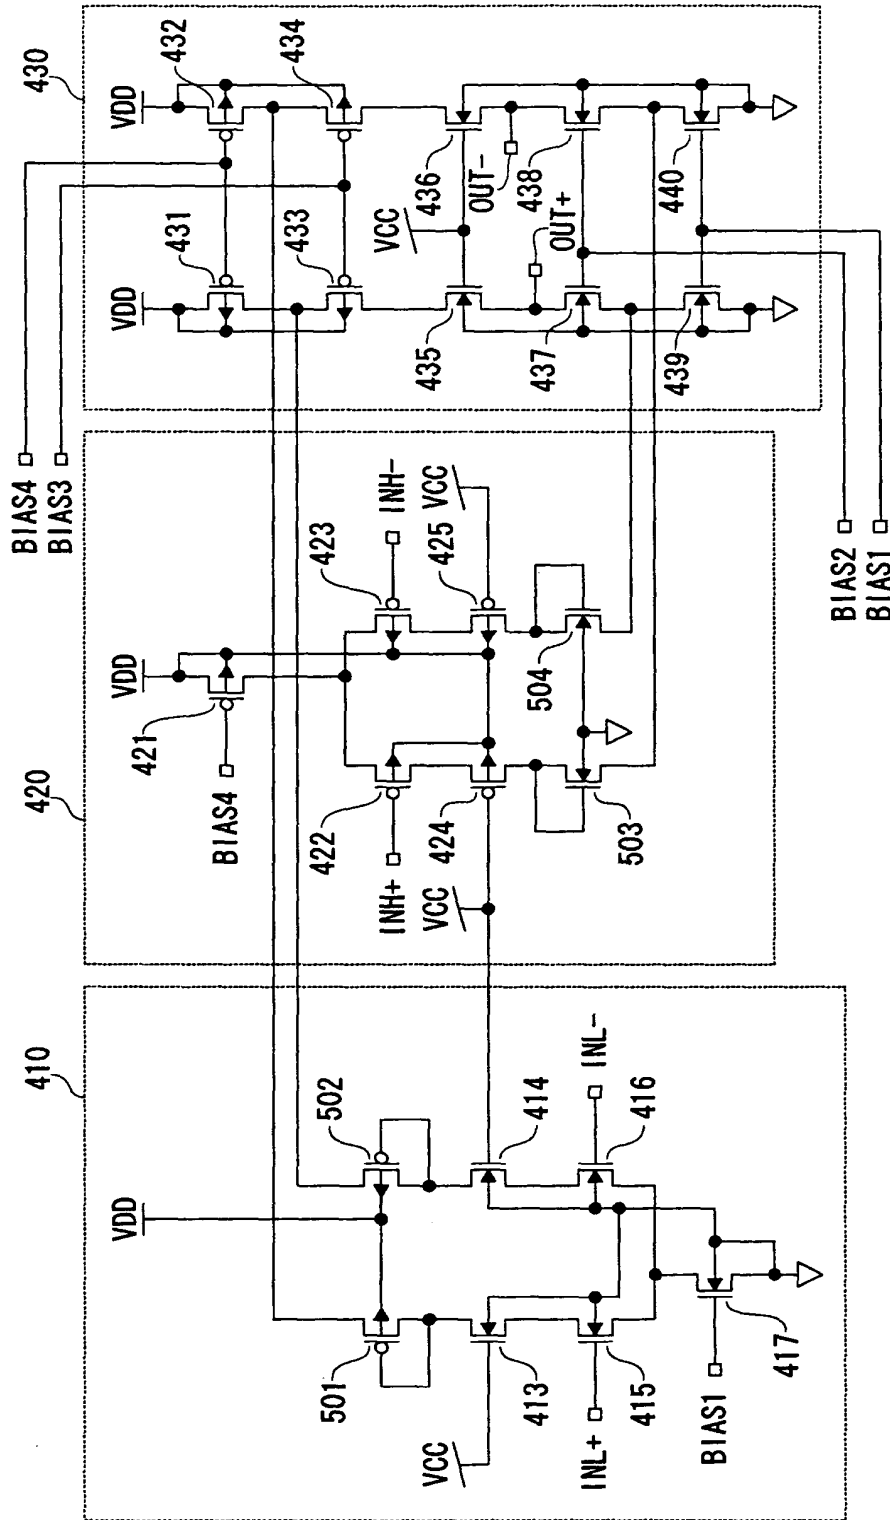 410
VDD
501
502
VCC
413
414
INL+
415
416
INL-
BIAS1
417
420
VDD
421
BIAS4
422
423
INH+
INH-
VCC
424
425
VCC
503
504
430
BIAS4
BIAS3
VDD
VDD
431
432
433
434
VCC
435
436
OUT+
OUT-
437
438
439
440
BIAS2
BIAS1